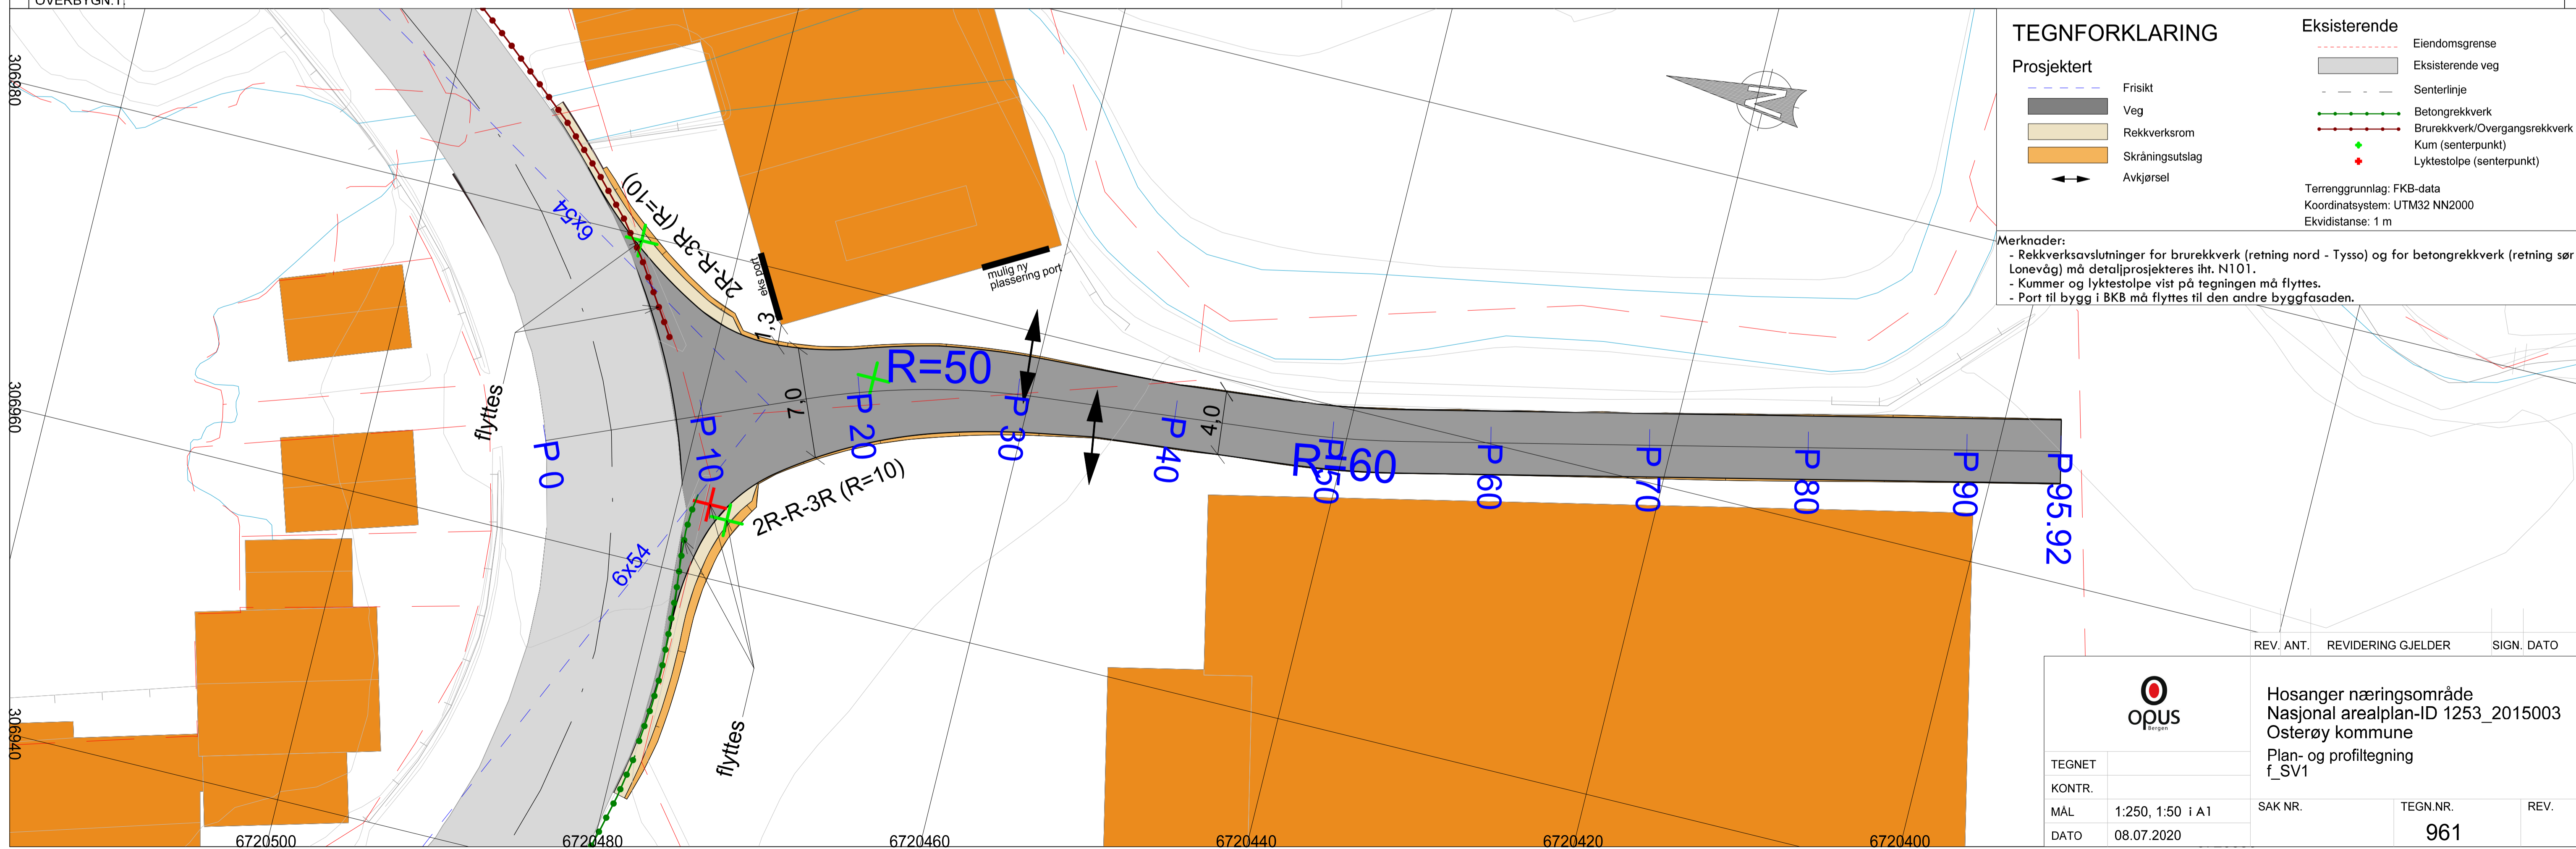 OVERBYGN.1:
306980
306960
306940
6720500
6720480
6720460
6720440
6720420
6720400
6x54
2R-R-3R (R=10)
eks port
1,3
mulig ny
plassering port
flyttes
R=50
7,0
4,0
P 0
P 10
P 20
P 30
P 40
P 50
R=60
P 60
P 70
P 80
P 90
P 95.92
2R-R-3R (R=10)
6x54
flyttes
N
TEGNFORKLARING
Prosjektert
Frisikt
Veg
Rekkverksrom
Skråningsutslag
Avkjørsel
Eksisterende
Eiendomsgrense
Eksisterende veg
Senterlinje
Betongrekkverk
Brurekkverk/Overgangsrekkverk
Kum (senterpunkt)
Lyktestolpe (senterpunkt)
Terrenggrunnlag: FKB-data
Koordinatsystem: UTM32 NN2000
Ekvidistanse: 1 m
Merknader:
- Rekkverksavslutninger for brurekkverk (retning nord - Tysso) og for betongrekkverk (retning sør
Lonevåg) må detaljprosjekteres iht. N101.
- Kummer og lyktestolpe vist på tegningen må flyttes.
- Port til bygg i BKB må flyttes til den andre byggfasaden.
REV. ANT. REVIDERING GJELDER SIGN. DATO
opus
Bergen
Hosanger næringsområde
Nasjonal arealplan-ID 1253_2015003
Osterøy kommune
Plan- og profiltegning
f_SV1
TEGNET
KONTR.
MÅL 1:250, 1:50 i A1
DATO 08.07.2020
SAK NR. TEGN.NR. REV.
961